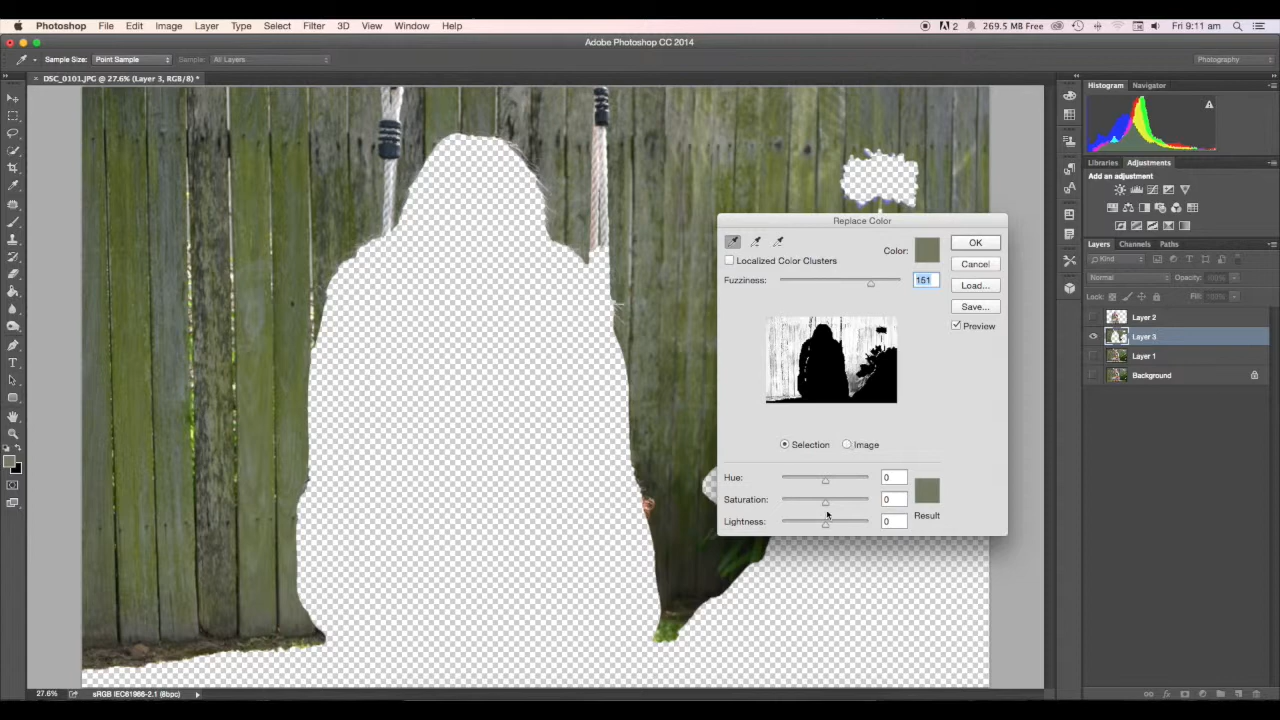 Photoshop File Edit Image Layer Type Select Filter 3D View Window Help 2 269.5 MB Free Fri 9:11 am
Adobe Photoshop CC 2014
Sample Size: Point Sample Sample: All Layers Photography
DSC_0101.JPG @ 27.6% (Layer 3, RGB/8) *
Histogram Navigator
Libraries Adjustments
Add an adjustment
Layers Channels Paths
Kind
Normal Opacity: 100%
Lock: Fill: 100%
Layer 2
Layer 3
Layer 1
Background
Replace Color
Color:
OK
Localized Color Clusters
Cancel
Fuzziness: 151
Load...
Save...
Preview
Selection Image
Hue: 0
Saturation: 0
Result
Lightness: 0
27.6% sRGB IEC61966-2.1 (8bpc)